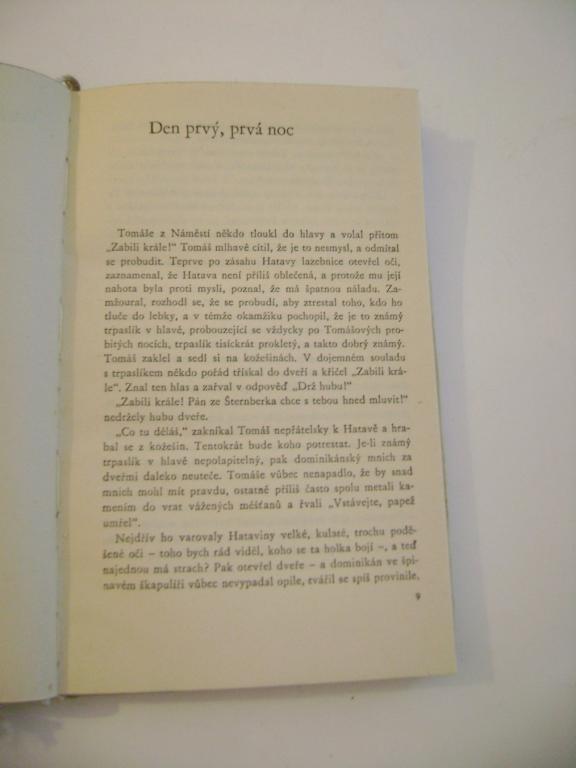 Den prvý, prvá noc
Tomáše z Náměstí někdo tloukl do hlavy a volal přitom
„Zabili krále!" Tomáš mlhavě cítil, že je to nesmysl, a odmítal
se probudit. Teprve po zásahu Hatavy lazebnice otevřel oči,
zaznamenal, že Hatava není příliš oblečená, a protože mu její
nahota byla proti mysli, poznal, že má špatnou náladu. Za-
mžoural, rozhodl se, že se probudí, aby ztrestal toho, kdo ho
tluče do lebky, a v témže okamžiku pochopil, že je to známý
trpaslík v hlavě, probouzející se vždycky po Tomášových pro-
bitých nocích, trpaslík tisíckrát prokletý, a takto dobrý známý.
Tomáš zaklel a sedl si na kožešinách. V dojemném souladu
s trpaslíkem někdo pořád třískal do dveří a křičel „Zabili krá-
le". Znal ten hlas a zařval v odpověď „Drž hubu!"
„Zabili krále! Pán ze Šternberka chce s tebou hned mluvit!"
nedržely hubu dveře.
„Co tu děláš," zakníkal Tomáš nepřátelsky k Hatavě a hra-
bal se z kožešin. Tentokrát bude koho potrestat. Je-li známý
trpaslík v hlavě nepolapitelný, pak dominikánský mnich za
dveřmi daleko neuteče. Tomáše vůbec nenapadlo, že by snad
mnich mohl mít pravdu, ostatně příliš často spolu metali ka-
mením do vrat vážených měšťanů a řvali „Vstávejte, papež
umřel".
Nejdřív ho varovaly Hataviny velké, kulaté, trochu podě-
šené oči – toho bych rád viděl, koho se ta holka bojí –, a teď
najednou má strach? Pak otevřel dveře – a dominikán ve špi-
navém škapulíři vůbec nevypadal opile, tvářil se spíš provinile,
9